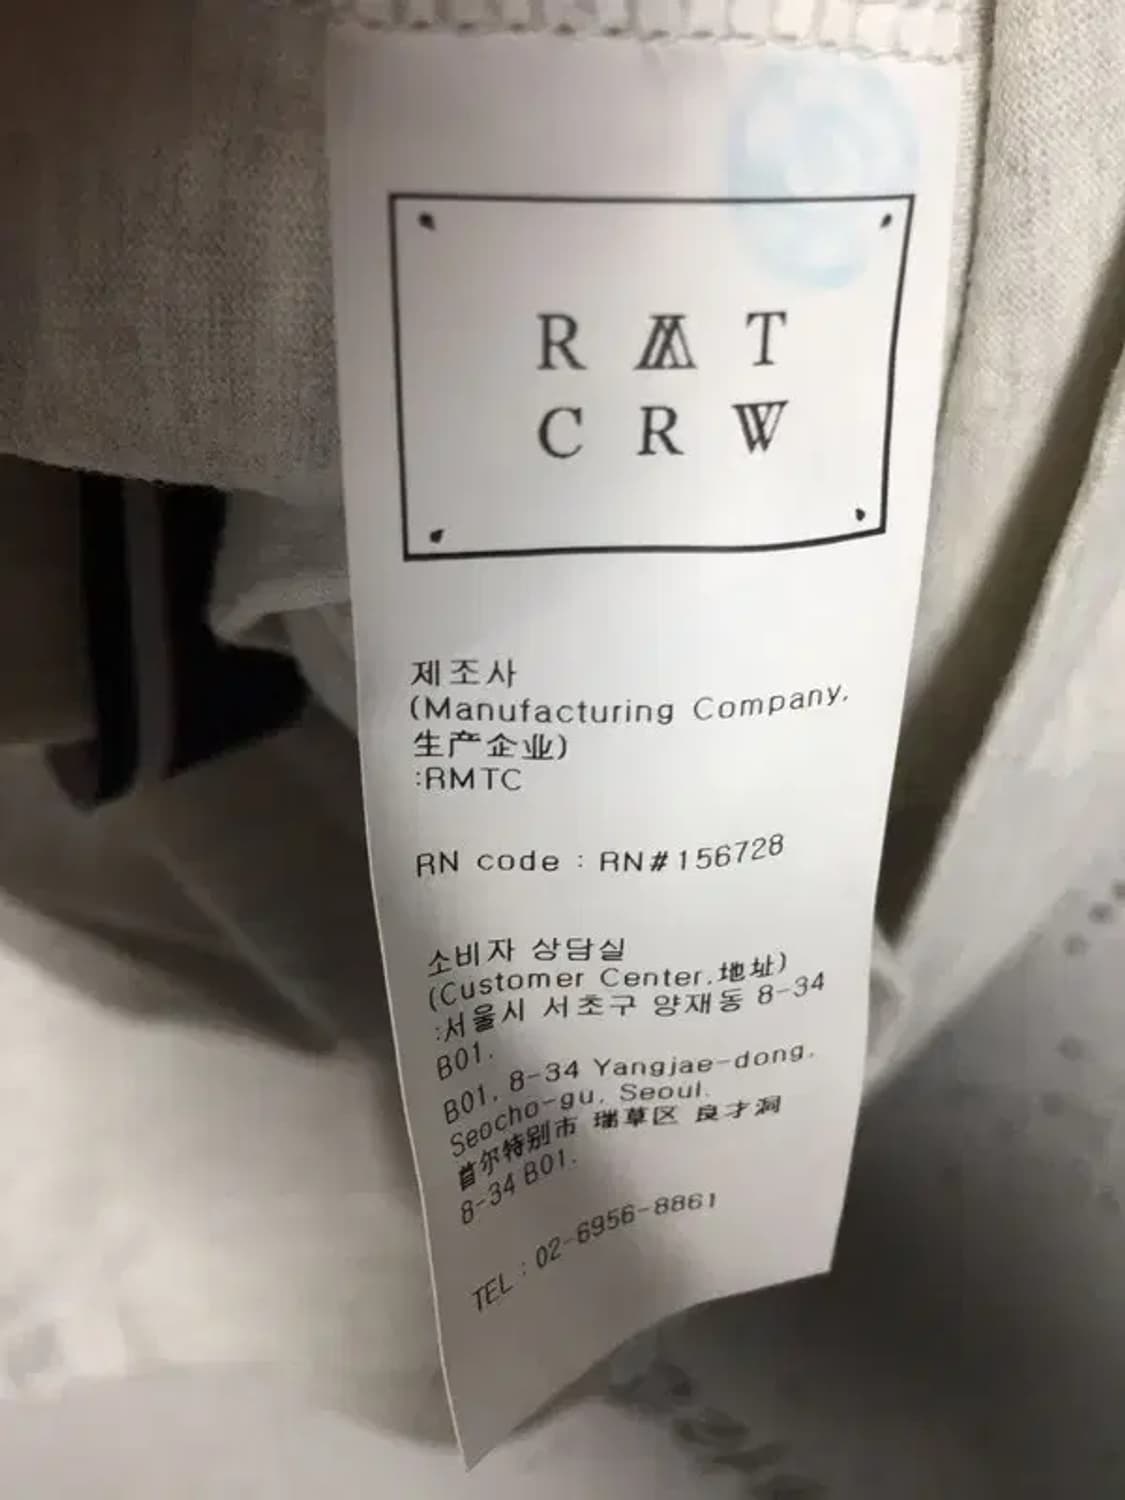 R M T
C R W
제조사
(Manufacturing Company,
生产企业)
:RMTC
RN code : RN#156728
소비자 상담실
(Customer Center,地址)
:서울시 서초구 양재동 8-34
B01.
B01, 8-34 Yangjae-dong,
Seocho-gu, Seoul.
首尔特别市 瑞草区 良才洞
8-34 B01.
TEL : 02-6956-8861